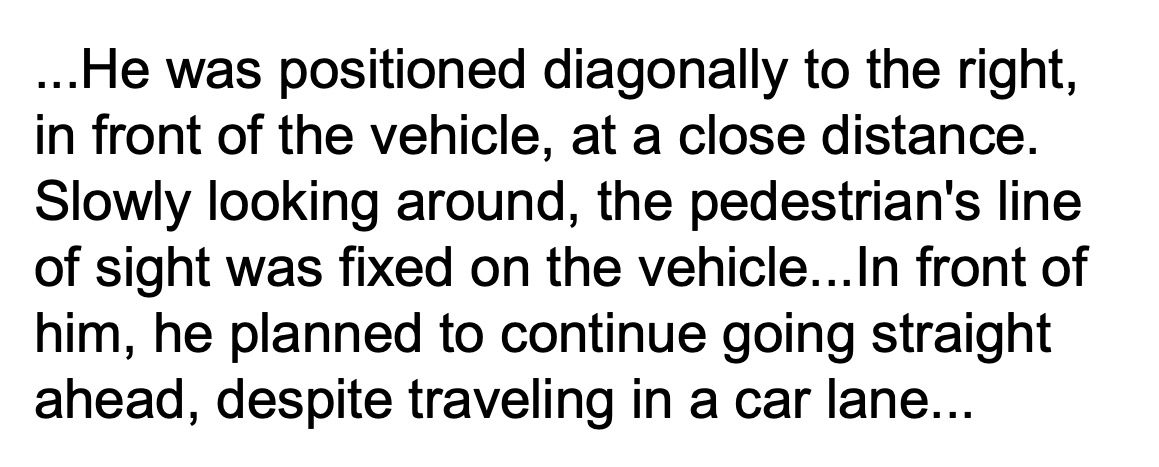 ...He was positioned diagonally to the right,
in front of the vehicle, at a close distance.
Slowly looking around, the pedestrian's line
of sight was fixed on the vehicle...In front of
him, he planned to continue going straight
ahead, despite traveling in a car lane...